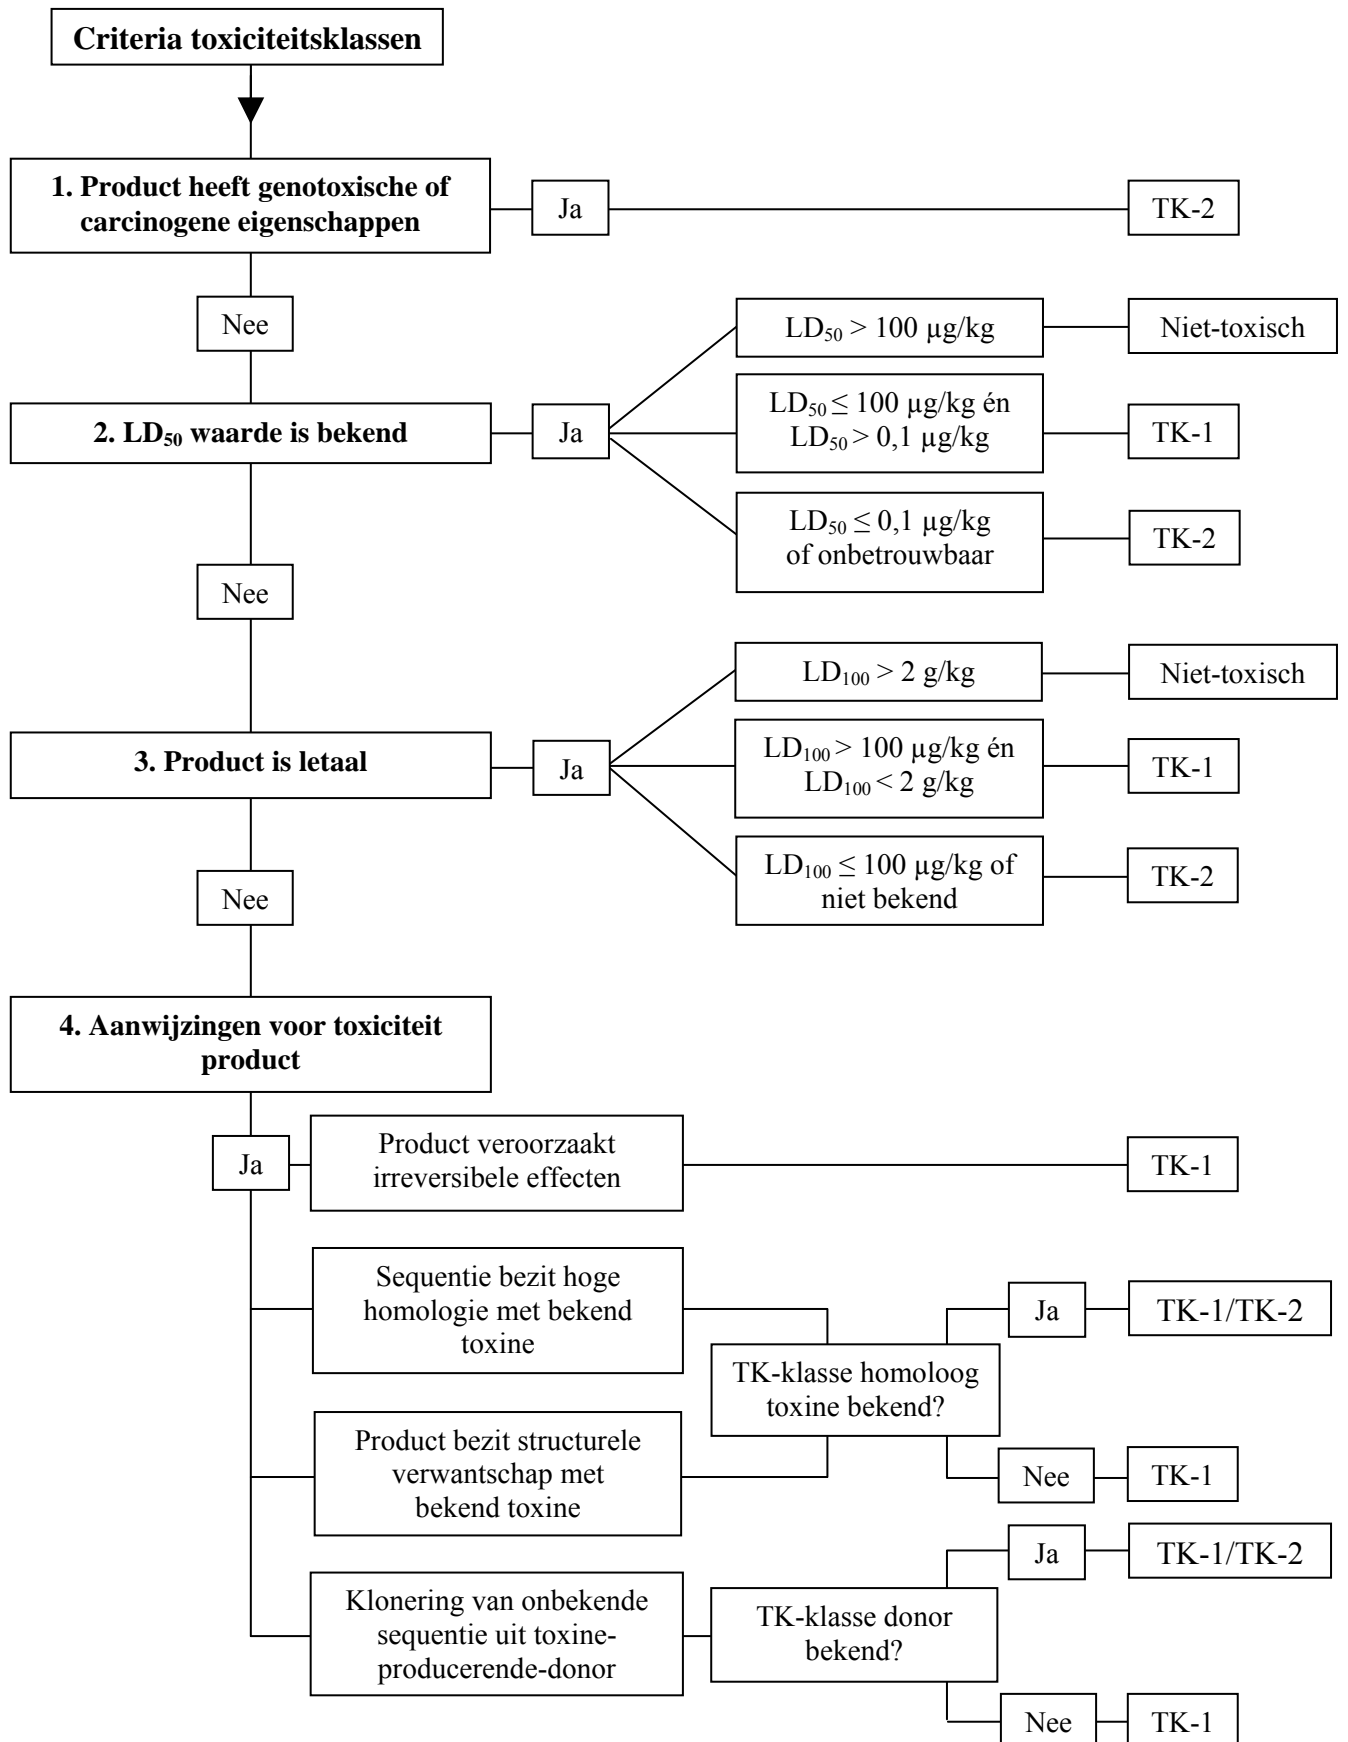 Criteria toxiciteitsklassen
1. Product heeft genotoxische of
carcinogene eigenschappen
Ja
TK-2
Nee
LD50 > 100 µg/kg
Niet-toxisch
2. LD50 waarde is bekend
Ja
LD50 ≤ 100 µg/kg én
LD50 > 0,1 µg/kg
TK-1
LD50 ≤ 0,1 µg/kg
of onbetrouwbaar
TK-2
Nee
LD100 > 2 g/kg
Niet-toxisch
3. Product is letaal
Ja
LD100 > 100 µg/kg én
LD100 < 2 g/kg
TK-1
LD100 ≤ 100 µg/kg of
niet bekend
TK-2
Nee
4. Aanwijzingen voor toxiciteit
product
Ja
Product veroorzaakt
irreversibele effecten
TK-1
Sequentie bezit hoge
homologie met bekend
toxine
Ja
TK-1/TK-2
TK-klasse homoloog
toxine bekend?
Product bezit structurele
verwantschap met
bekend toxine
Nee
TK-1
Ja
TK-1/TK-2
Klonering van onbekende
sequentie uit toxine-
producerende-donor
TK-klasse donor
bekend?
Nee
TK-1